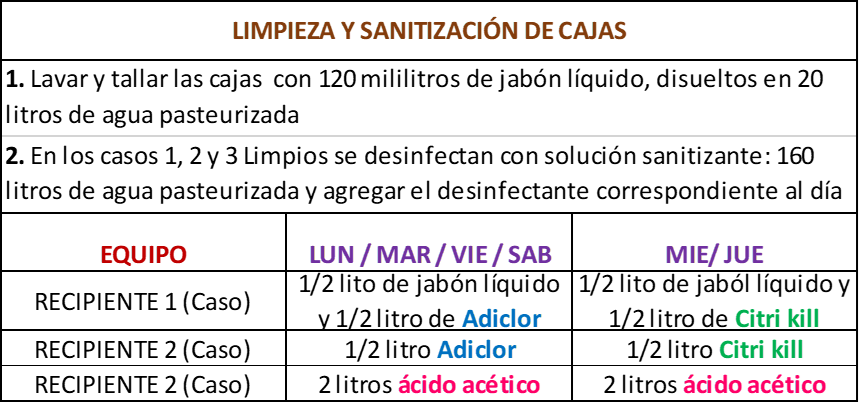 LIMPIEZA Y SANITIZACIÓN DE CAJAS
1. Lavar y tallar las cajas con 120 mililitros de jabón líquido, disueltos en 20
litros de agua pasteurizada
2. En los casos 1, 2 y 3 Limpios se desinfectan con solución sanitizante: 160
litros de agua pasteurizada y agregar el desinfectante correspondiente al día
EQUIPO LUN / MAR / VIE / SAB MIE/ JUE
RECIPIENTE 1 (Caso)
1/2 lito de jabón líquido
y 1/2 litro de Adiclor
1/2 lito de jaból líquido y
1/2 litro de Citri kill
RECIPIENTE 2 (Caso) 1/2 litro Adiclor 1/2 litro Citri kill
RECIPIENTE 2 (Caso) 2 litros ácido acético 2 litros ácido acético